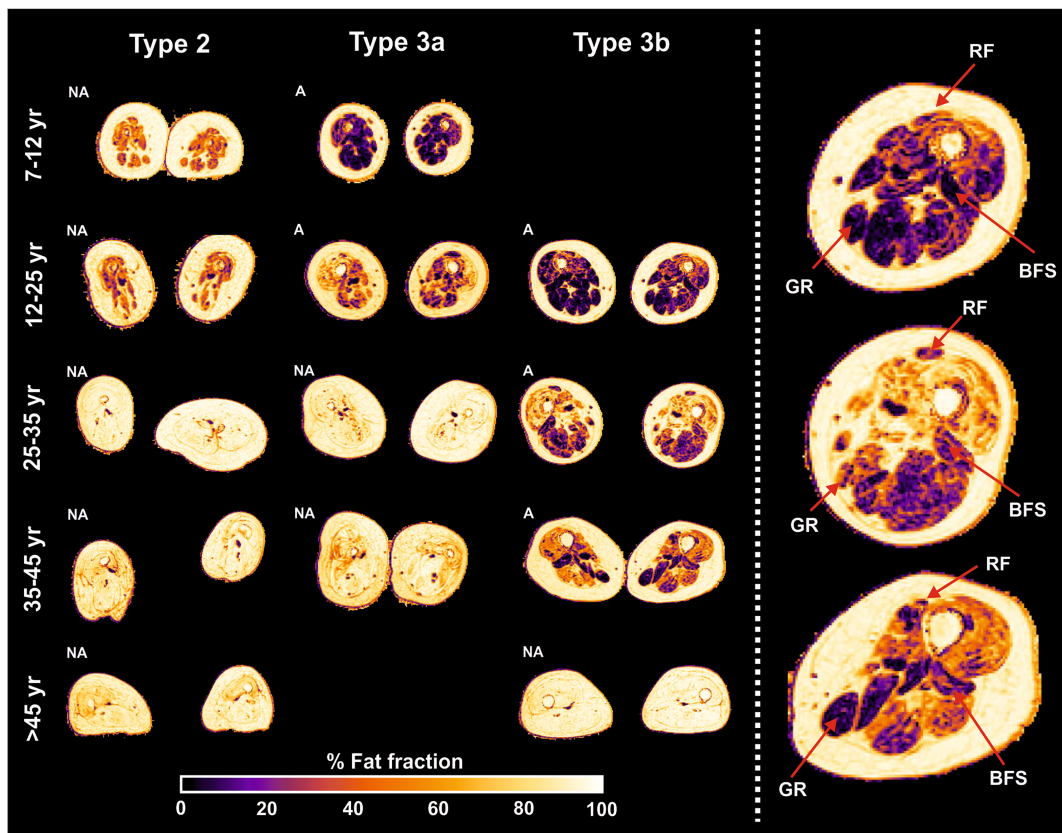 Type 2 Type 3a Type 3b
7-12 yr
NA A
12-25 yr
NA A A
25-35 yr
NA NA A
35-45 yr
NA NA A
>45 yr
NA NA
% Fat fraction
0 20 40 60 80 100
RF
GR
BFS
RF
GR
BFS
RF
GR
BFS